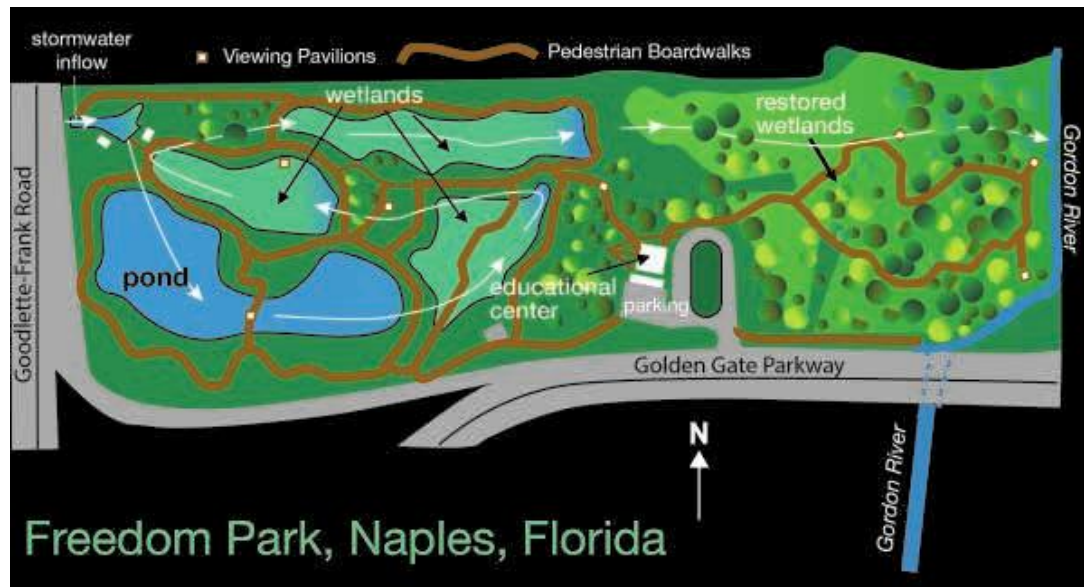 stormwater
inflow
Viewing Pavilions
Pedestrian Boardwalks
wetlands
restored
wetlands
Goodlette-Frank Road
Gordon River
pond
educational
center
parking
Golden Gate Parkway
N
Gordon River
Freedom Park, Naples, Florida